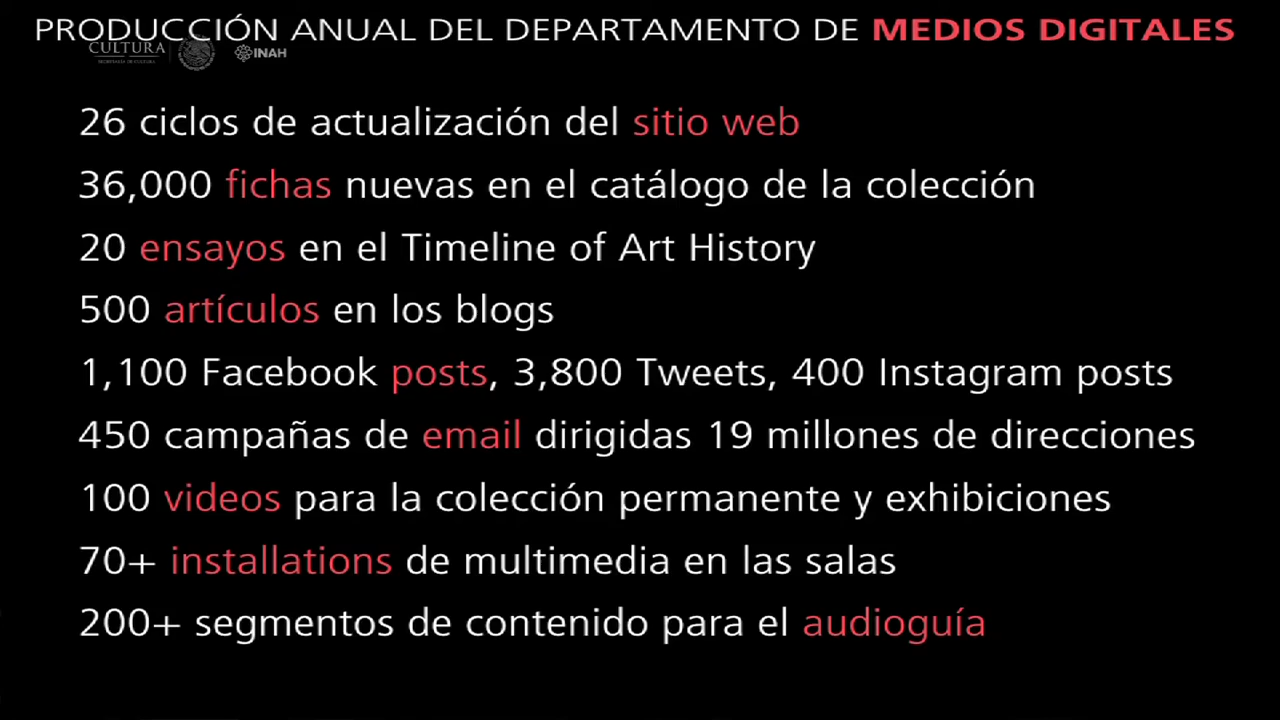 PRODUCCIÓN ANUAL DEL DEPARTAMENTO DE MEDIOS DIGITALES
CULTURA
SECRETARÍA DE CULTURA
INAH
26 ciclos de actualización del sitio web
36,000 fichas nuevas en el catálogo de la colección
20 ensayos en el Timeline of Art History
500 artículos en los blogs
1,100 Facebook posts, 3,800 Tweets, 400 Instagram posts
450 campañas de email dirigidas 19 millones de direcciones
100 videos para la colección permanente y exhibiciones
70+ installations de multimedia en las salas
200+ segmentos de contenido para el audioguía